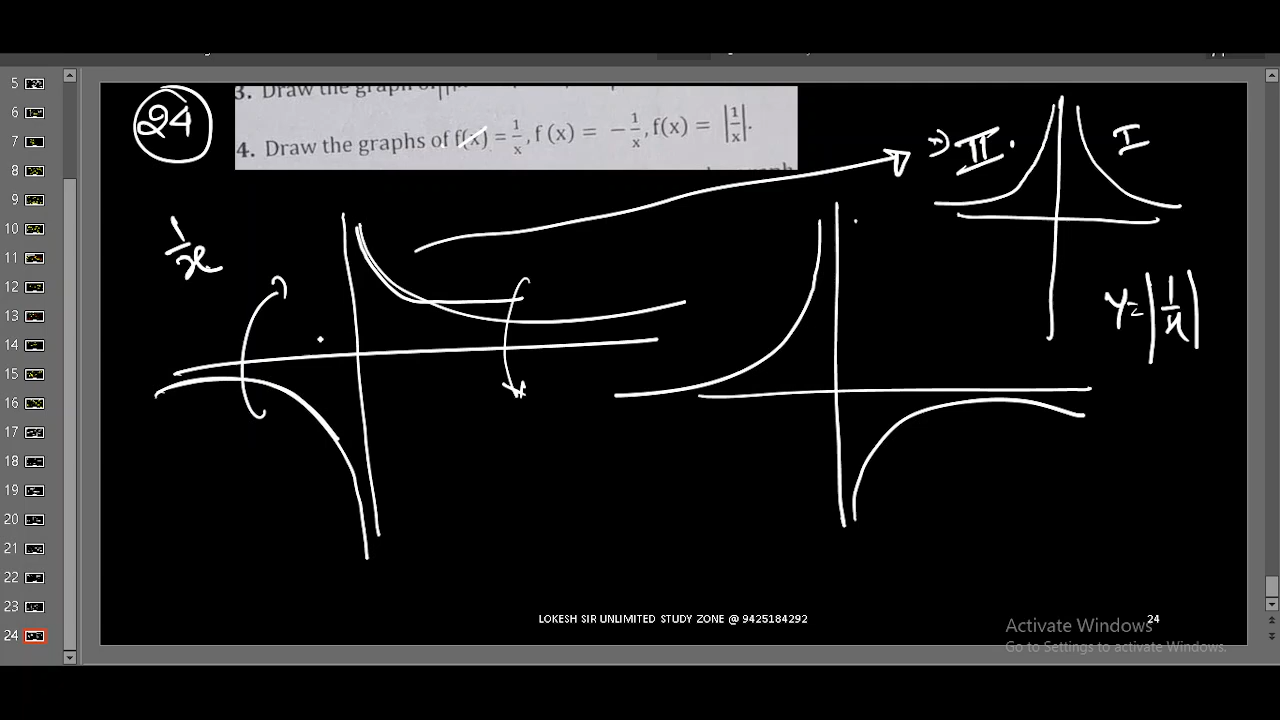 5
6
7
8
9
10
11
12
13
14
15
16
17
18
19
20
21
22
23
24
24
3. Draw the graph of
4. Draw the graphs of f(x) = 1/x, f (x) = − 1/x, f(x) = |1/x|.
II. I
1/x
y = |1/x|
LOKESH SIR UNLIMITED STUDY ZONE @ 9425184292
24
Activate Windows
Go to Settings to activate Windows.